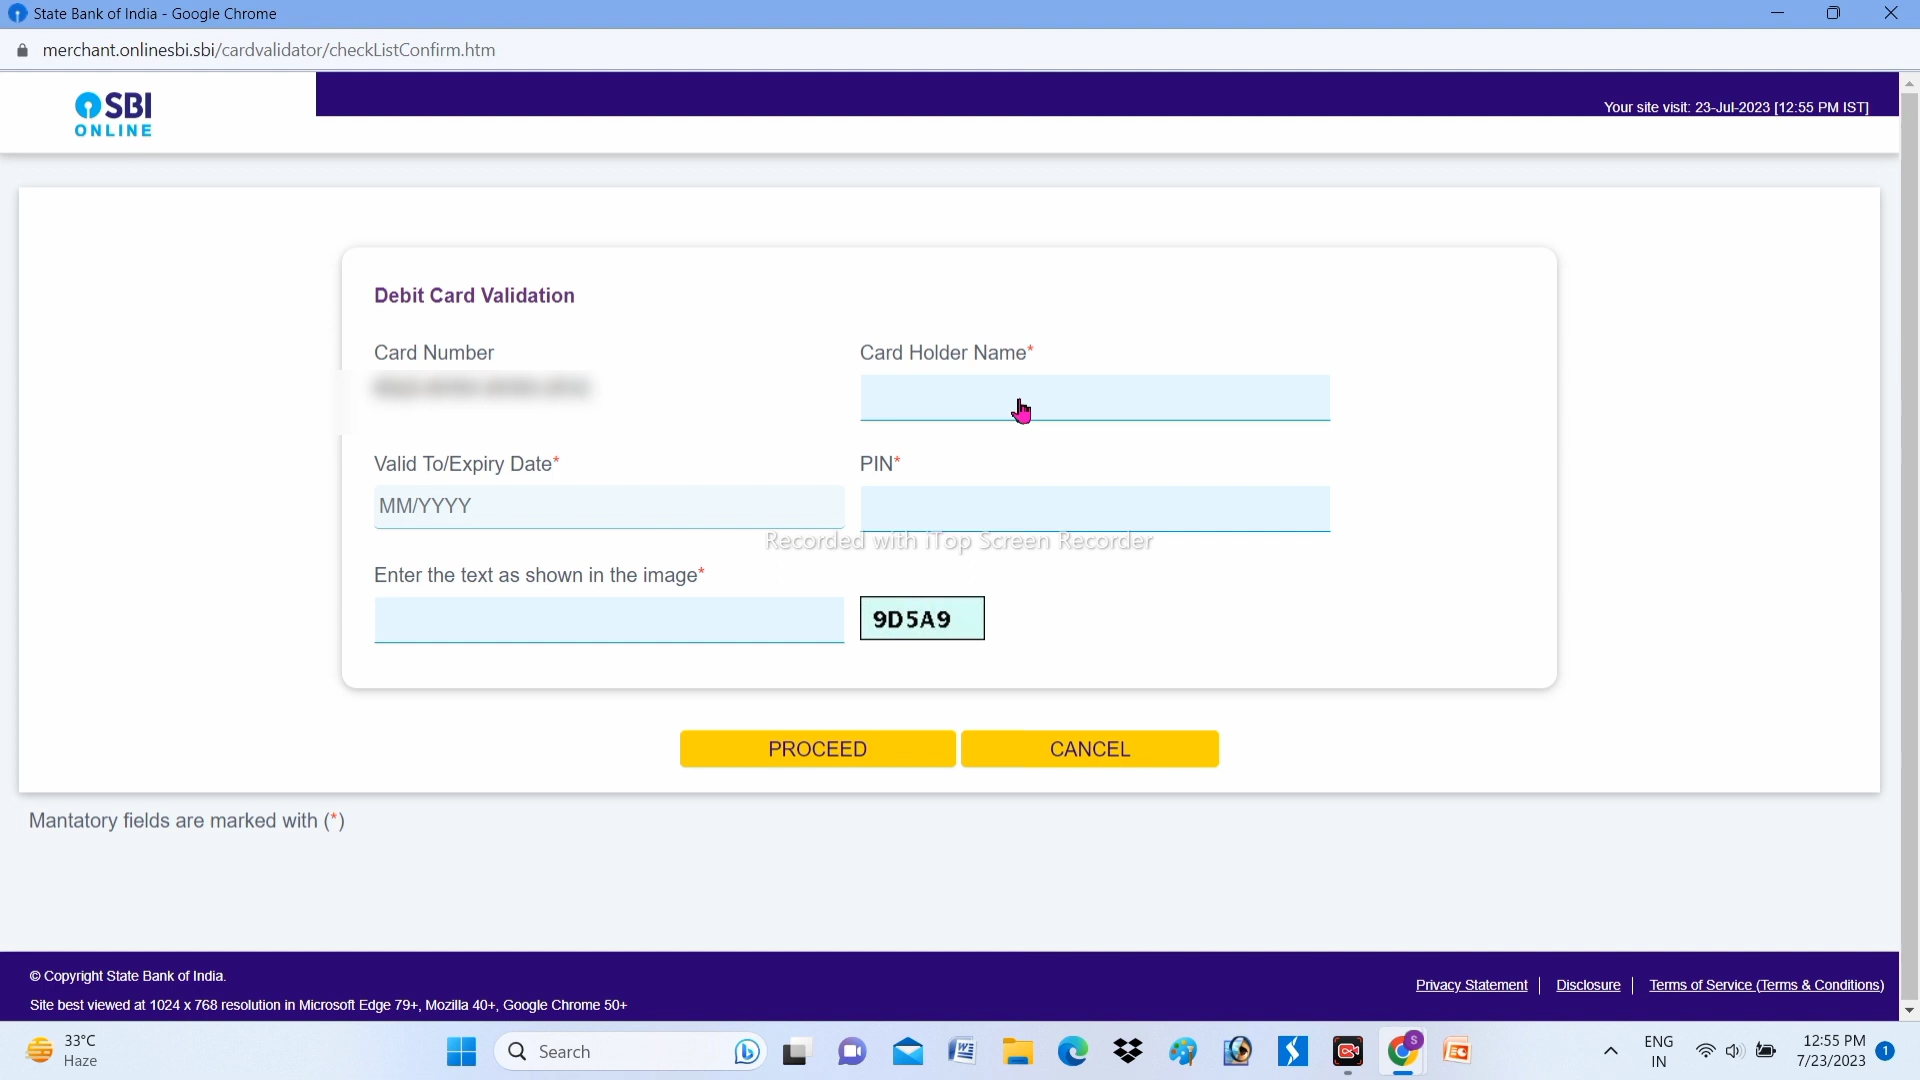 State Bank of India - Google Chrome
merchant.onlinesbi.sbi/cardvalidator/checkListConfirm.htm
SBI
ONLINE
Your site visit: 23-Jul-2023 [12:55 PM IST]
Debit Card Validation
Card Number
Card Holder Name*
Valid To/Expiry Date*
PIN*
MM/YYYY
Recorded with iTop Screen Recorder
Enter the text as shown in the image*
9D5A9
PROCEED
CANCEL
Mantatory fields are marked with (*)
© Copyright State Bank of India.
Privacy Statement
Disclosure
Terms of Service (Terms & Conditions)
Site best viewed at 1024 x 768 resolution in Microsoft Edge 79+, Mozilla 40+, Google Chrome 50+
33°C
Haze
Search
S
ENG
IN
12:55 PM
7/23/2023
1